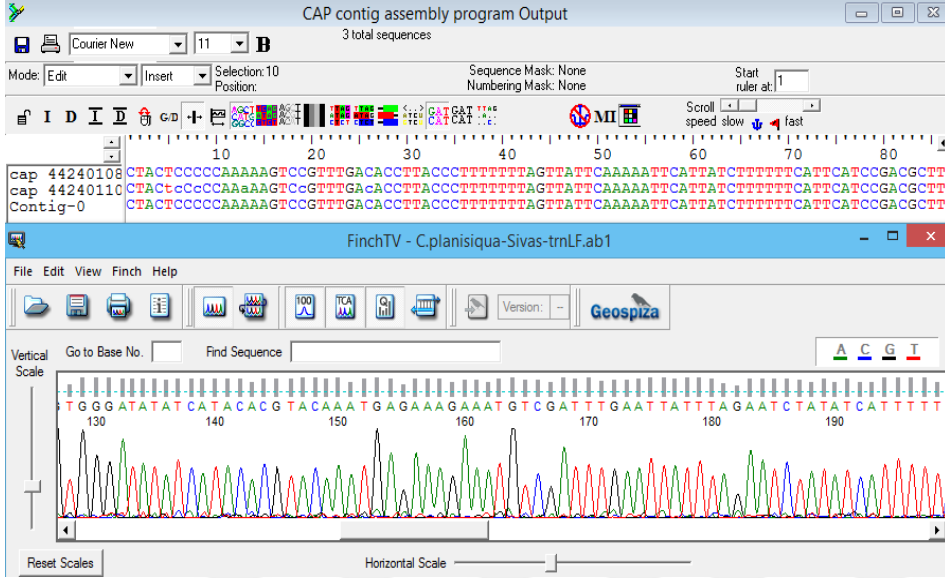 CAP contig assembly program Output
Courier New 11 B 3 total sequences
Mode: Edit Insert Selection:10 Position: Sequence Mask: None Numbering Mask: None Start ruler at: 1
I D I D G/D MI Scroll speed slow fast
10 20 30 40 50 60 70 80
cap 44240108 CTACTCCCCCAAAAAGTCCGTTTGACACCTTACCCTTTTTTTAGTTATTCAAAAATTCATTATCTTTTTTCATTCATCCGACGCTT
cap 44240110 CTACtcCcCCAAaAAGTCcGTTTGAcACCTTACCCTTTTTTTAGTTATTCAAAAATTCATTATCTTTTTTCATTCATCCGACGCTT
Contig-0 CTACTCCCCCAAAAAGTCCGTTTGACACCTTACCCTTTTTTTAGTTATTCAAAAATTCATTATCTTTTTTCATTCATCCGACGCTT
FinchTV - C.planisiqua-Sivas-trnLF.ab1
File Edit View Finch Help
100 TCA Q Version: -- Geospiza
Vertical Scale Go to Base No. Find Sequence A C G T
TGGGATATATCATACACGTACAAATGAGAAAGAAATGTCGATTTGAATTATTTAGAATCTATATCATTTTT
130 140 150 160 170 180 190
Reset Scales Horizontal Scale